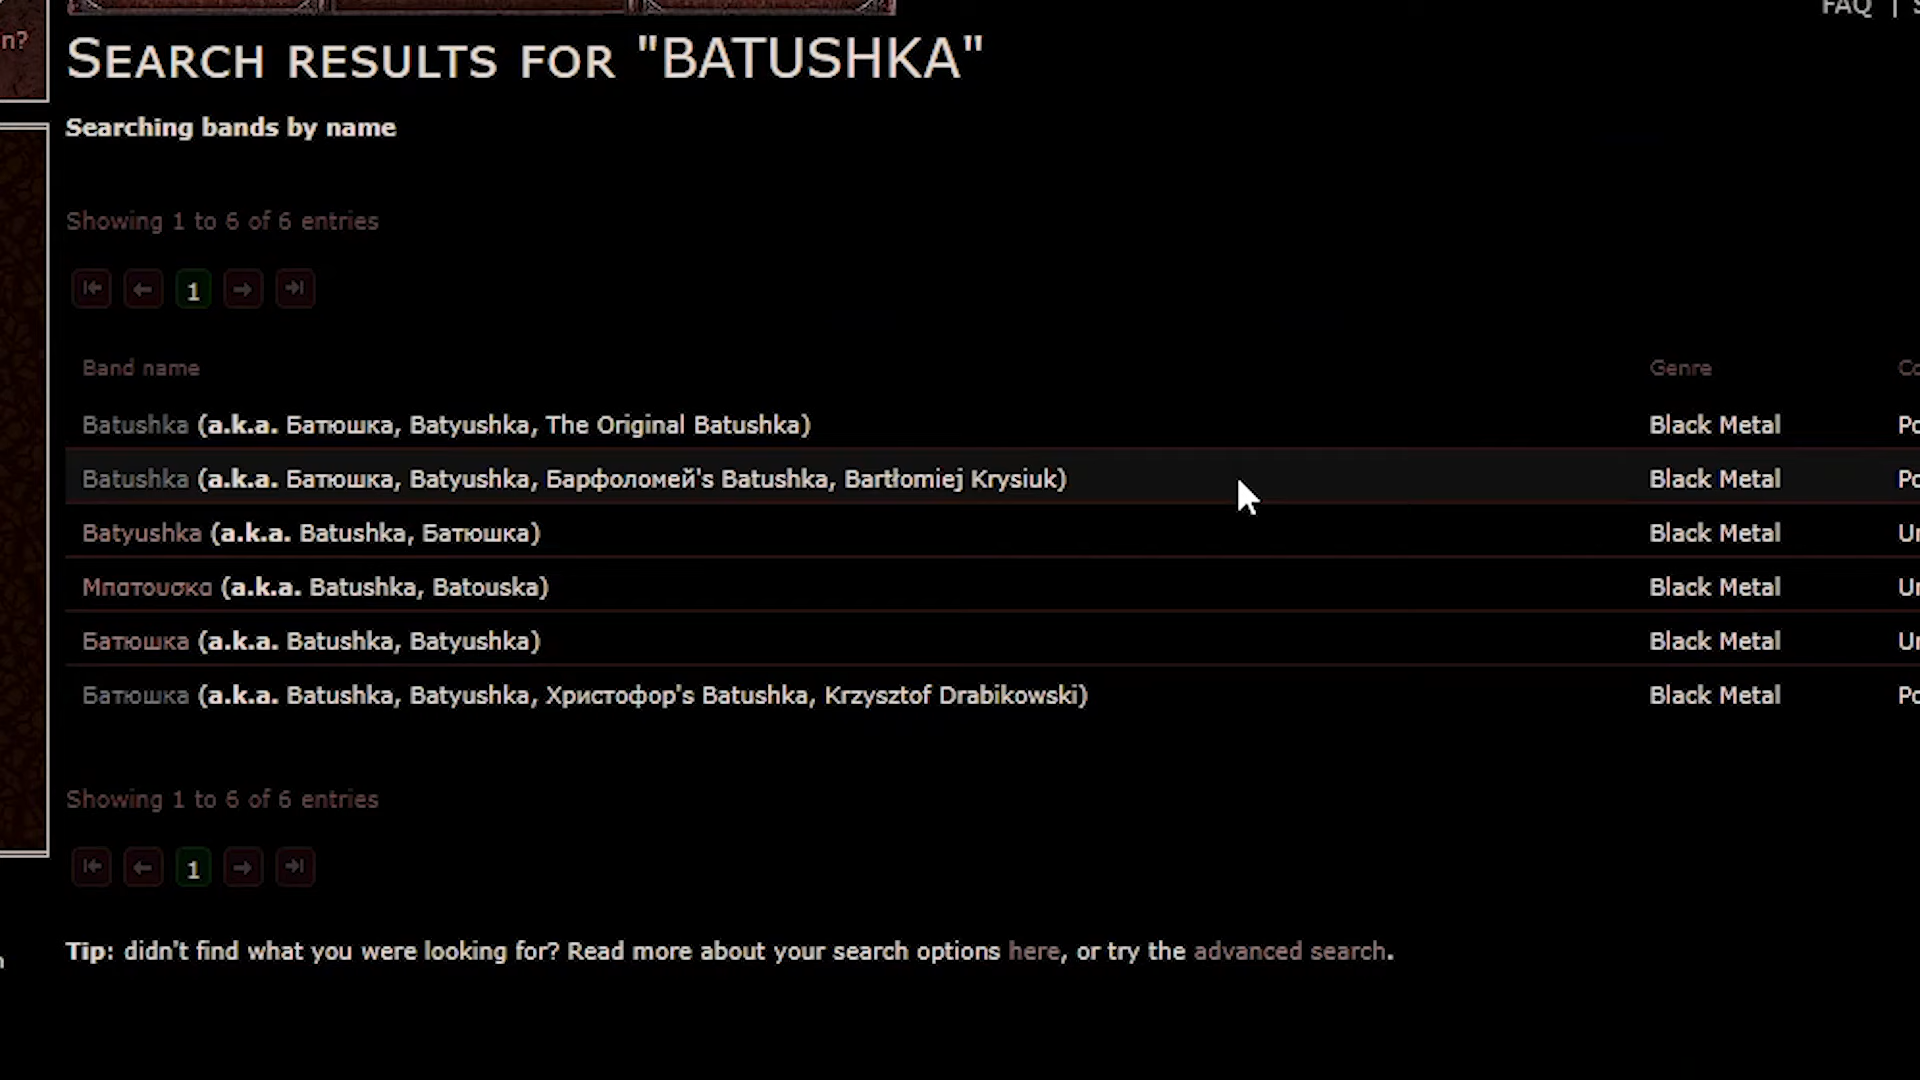 n?
FAQ |
SEARCH RESULTS FOR "BATUSHKA"
Searching bands by name
Showing 1 to 6 of 6 entries
1
Band name Genre
Batushka (a.k.a. Батюшка, Batyushka, The Original Batushka) Black Metal
Batushka (a.k.a. Батюшка, Batyushka, Барфоломей's Batushka, Bartłomiej Krysiuk) Black Metal
Batyushka (a.k.a. Batushka, Батюшка) Black Metal
Μπατουσκα (a.k.a. Batushka, Batouska) Black Metal
Батюшка (a.k.a. Batushka, Batyushka) Black Metal
Батюшка (a.k.a. Batushka, Batyushka, Христофор's Batushka, Krzysztof Drabikowski) Black Metal
Showing 1 to 6 of 6 entries
1
Tip: didn't find what you were looking for? Read more about your search options here, or try the advanced search.